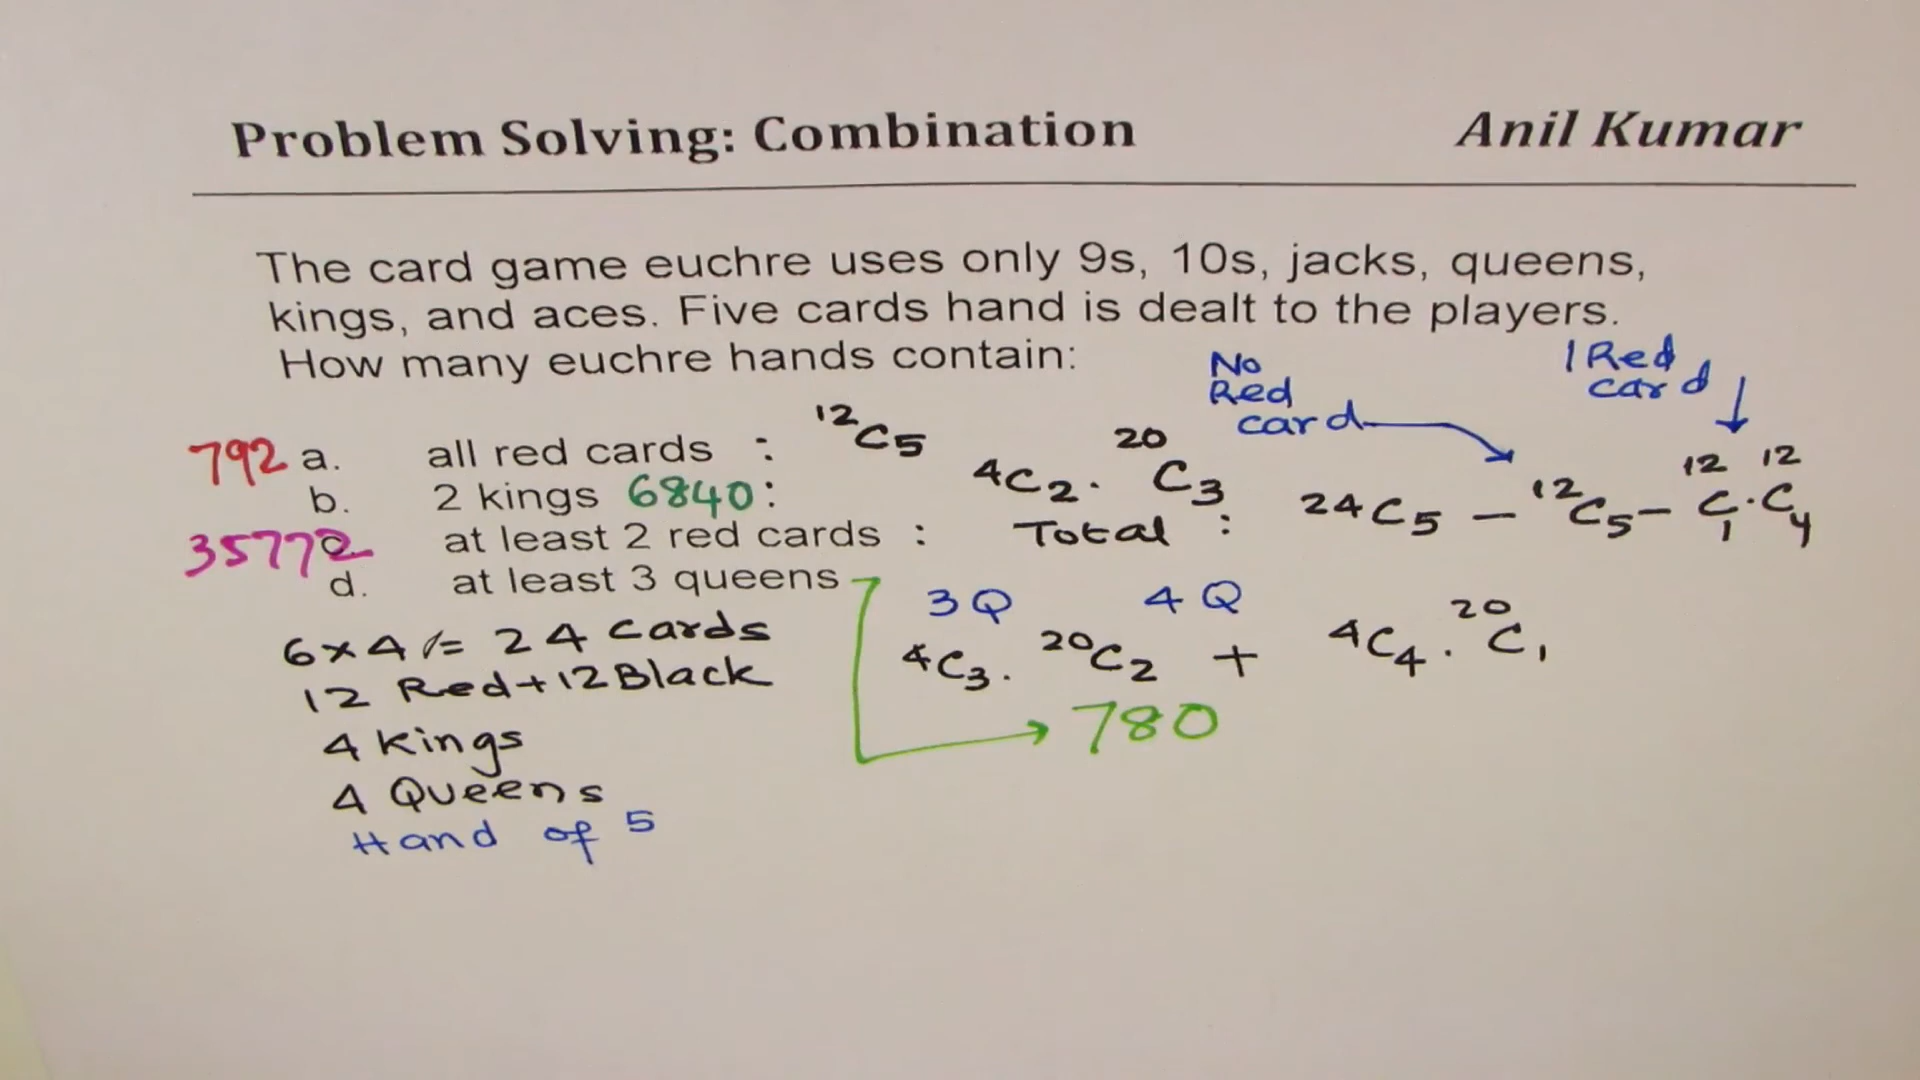 Problem Solving: Combination Anil Kumar
The card game euchre uses only 9s, 10s, jacks, queens,
kings, and aces. Five cards hand is dealt to the players.
How many euchre hands contain:
No Red card
1 Red card
792 a. all red cards : ¹²C₅
b. 2 kings 6840 : ⁴C₂ · ²⁰C₃
35772 c. at least 2 red cards : Total : ²⁴C₅ – ¹²C₅ – ¹²C₁ · ¹²C₄
d. at least 3 queens
3Q 4Q
⁴C₃ · ²⁰C₂ + ⁴C₄ · ²⁰C₁
780
6×4 = 24 cards
12 Red + 12 Black
4 kings
4 Queens
Hand of 5